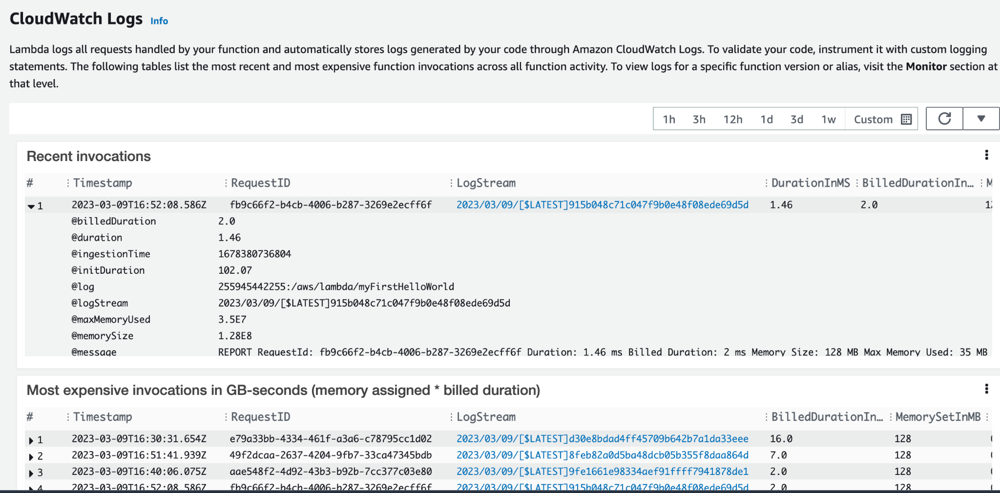 CloudWatch Logs Info
Lambda logs all requests handled by your function and automatically stores logs generated by your code through Amazon CloudWatch Logs. To validate your code, instrument it with custom logging
statements. The following tables list the most recent and most expensive function invocations across all function activity. To view logs for a specific function version or alias, visit the Monitor section at
that level.
1h 3h 12h 1d 3d 1w Custom
Recent invocations
# Timestamp RequestID LogStream DurationInMS BilledDurationIn… M
1 2023-03-09T16:52:08.586Z fb9c66f2-b4cb-4006-b287-3269e2ecff6f 2023/03/09/[$LATEST]915b048c71c047f9b0e48f08ede69d5d 1.46 2.0
@billedDuration 2.0
@duration 1.46
@ingestionTime 1678380736804
@initDuration 102.07
@log 255945442255:/aws/lambda/myFirstHelloWorld
@logStream 2023/03/09/[$LATEST]915b048c71c047f9b0e48f08ede69d5d
@maxMemoryUsed 3.5E7
@memorySize 1.28E8
@message REPORT RequestId: fb9c66f2-b4cb-4006-b287-3269e2ecff6f Duration: 1.46 ms Billed Duration: 2 ms Memory Size: 128 MB Max Memory Used: 35 MB
Most expensive invocations in GB-seconds (memory assigned * billed duration)
# Timestamp RequestID LogStream BilledDurationIn… MemorySetInMB
1 2023-03-09T16:30:31.654Z e79a33bb-4334-461f-a3a6-c78795cc1d02 2023/03/09/[$LATEST]d30e8bdad4ff45709b642b7a1da33eee 16.0 128
2 2023-03-09T16:51:41.939Z 49f2dcaa-2637-4204-9fb7-33ca47345bdb 2023/03/09/[$LATEST]8feb82a0d5ba48dcb05b355f8daa864d 7.0 128
3 2023-03-09T16:40:06.075Z aae548f2-4d92-43b3-b92b-7cc377c03e80 2023/03/09/[$LATEST]9fe1661e98334aef91ffff7941878de1 2.0 128
4 2023-03-09T16:52:08.586Z fb9c66f2-b4cb-4006-b287-3269e2ecff6f 2023/03/09/[$LATEST]915b048c71c047f9b0e48f08ede69d5d 2.0 128